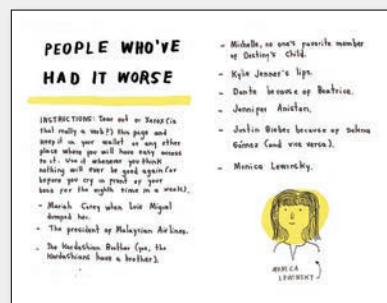 PEOPLE WHO'VE
HAD IT WORSE
INSTRUCTIONS: Tear out or Xerox (is
that really a verb?) this page and
keep it in your wallet or any other
place where you will have easy access
to it. Use it whenever you think
nothing will ever be good again (or
before you cry in front of your
boss for the eighth time in a week).
- Mariah Carey when Luis Miguel
dumped her.
- The president of Malaysian Airlines.
- The Kardashian Brother (yes, the
Kardashians have a brother).
- Michelle, no one's favorite member
of Destiny's Child.
- Kylie Jenner's lips.
- Dante because of Beatrice.
- Jennifer Aniston.
- Justin Bieber because of Selena
Gómez (and vice versa).
- Monica Lewinsky.
MONICA
LEWINSKY